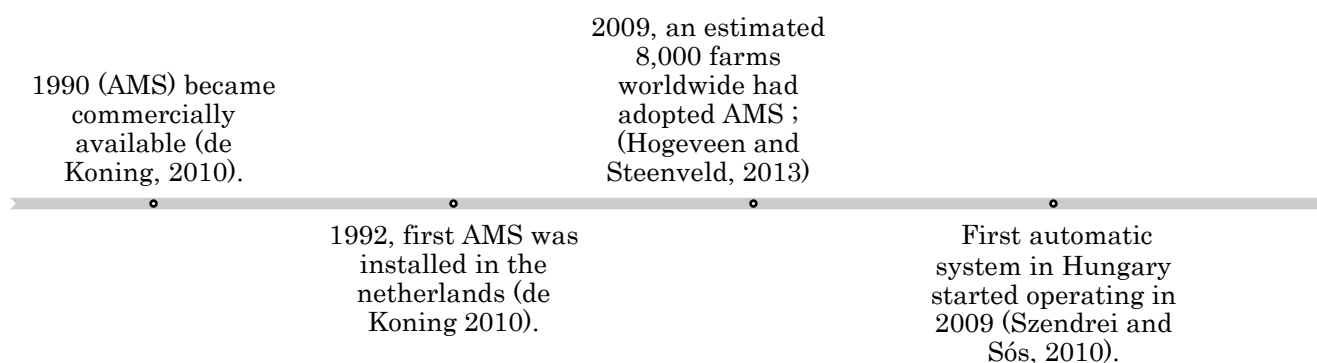 1990 (AMS) became
commercially
available (de
Koning, 2010).
1992, first AMS was
installed in the
netherlands (de
Koning 2010).
2009, an estimated
8,000 farms
worldwide had
adopted AMS ;
(Hogeveen and
Steenveld, 2013)
First automatic
system in Hungary
started operating in
2009 (Szendrei and
Sós, 2010).